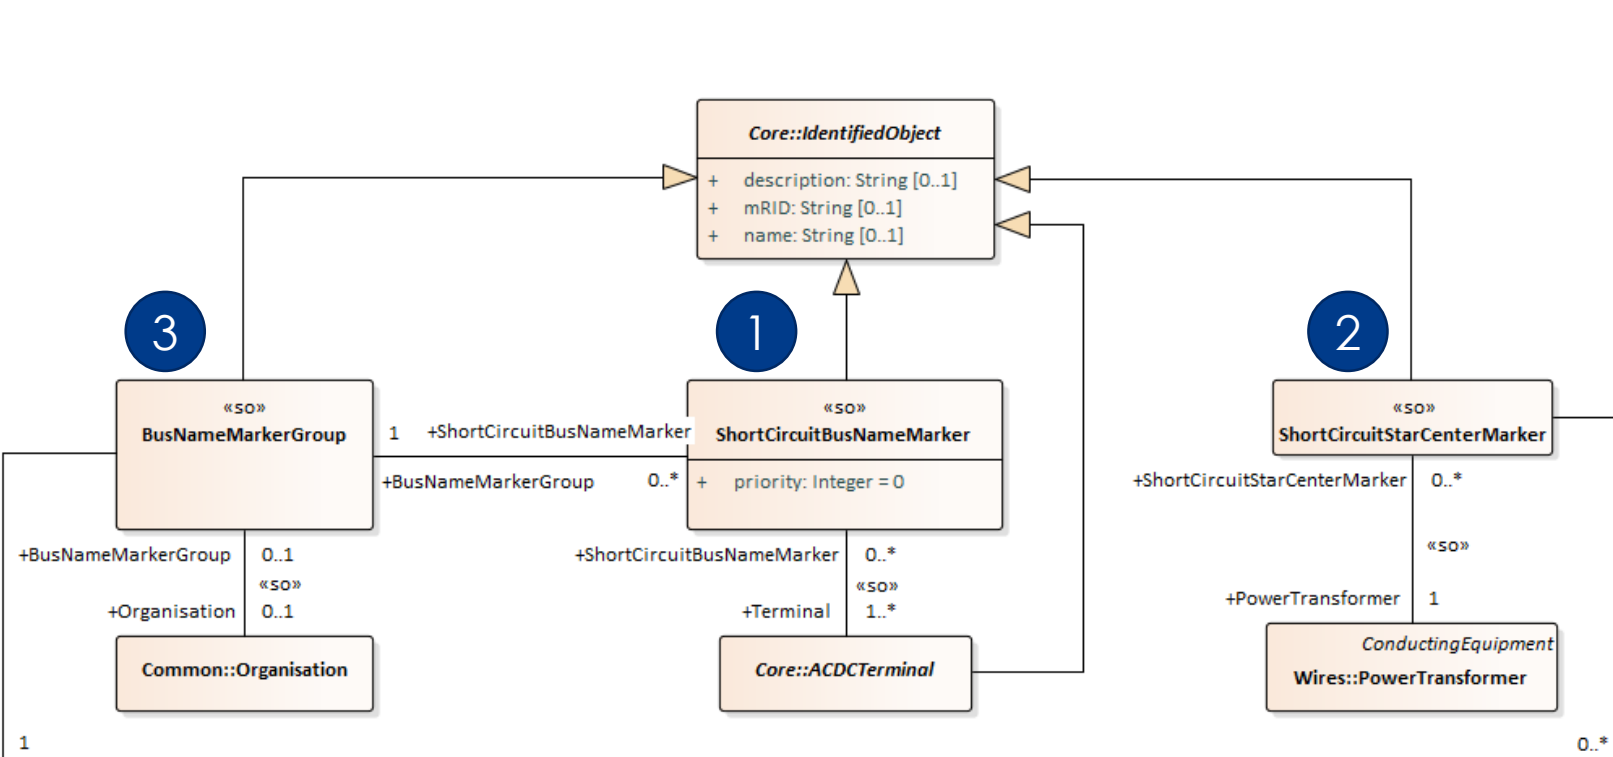 Core::IdentifiedObject
+ description: String [0..1]
+ mRID: String [0..1]
+ name: String [0..1]
3
1
2
«so»
BusNameMarkerGroup
1 +ShortCircuitBusNameMarker
+BusNameMarkerGroup 0..*
«so»
ShortCircuitBusNameMarker
+ priority: Integer = 0
«so»
ShortCircuitStarCenterMarker
+ShortCircuitStarCenterMarker 0..*
«so»
+PowerTransformer 1
+BusNameMarkerGroup 0..1
«so»
+Organisation 0..1
+ShortCircuitBusNameMarker 0..*
«so»
+Terminal 1..*
Common::Organisation
Core::ACDCTerminal
ConductingEquipment
Wires::PowerTransformer
1
0..*